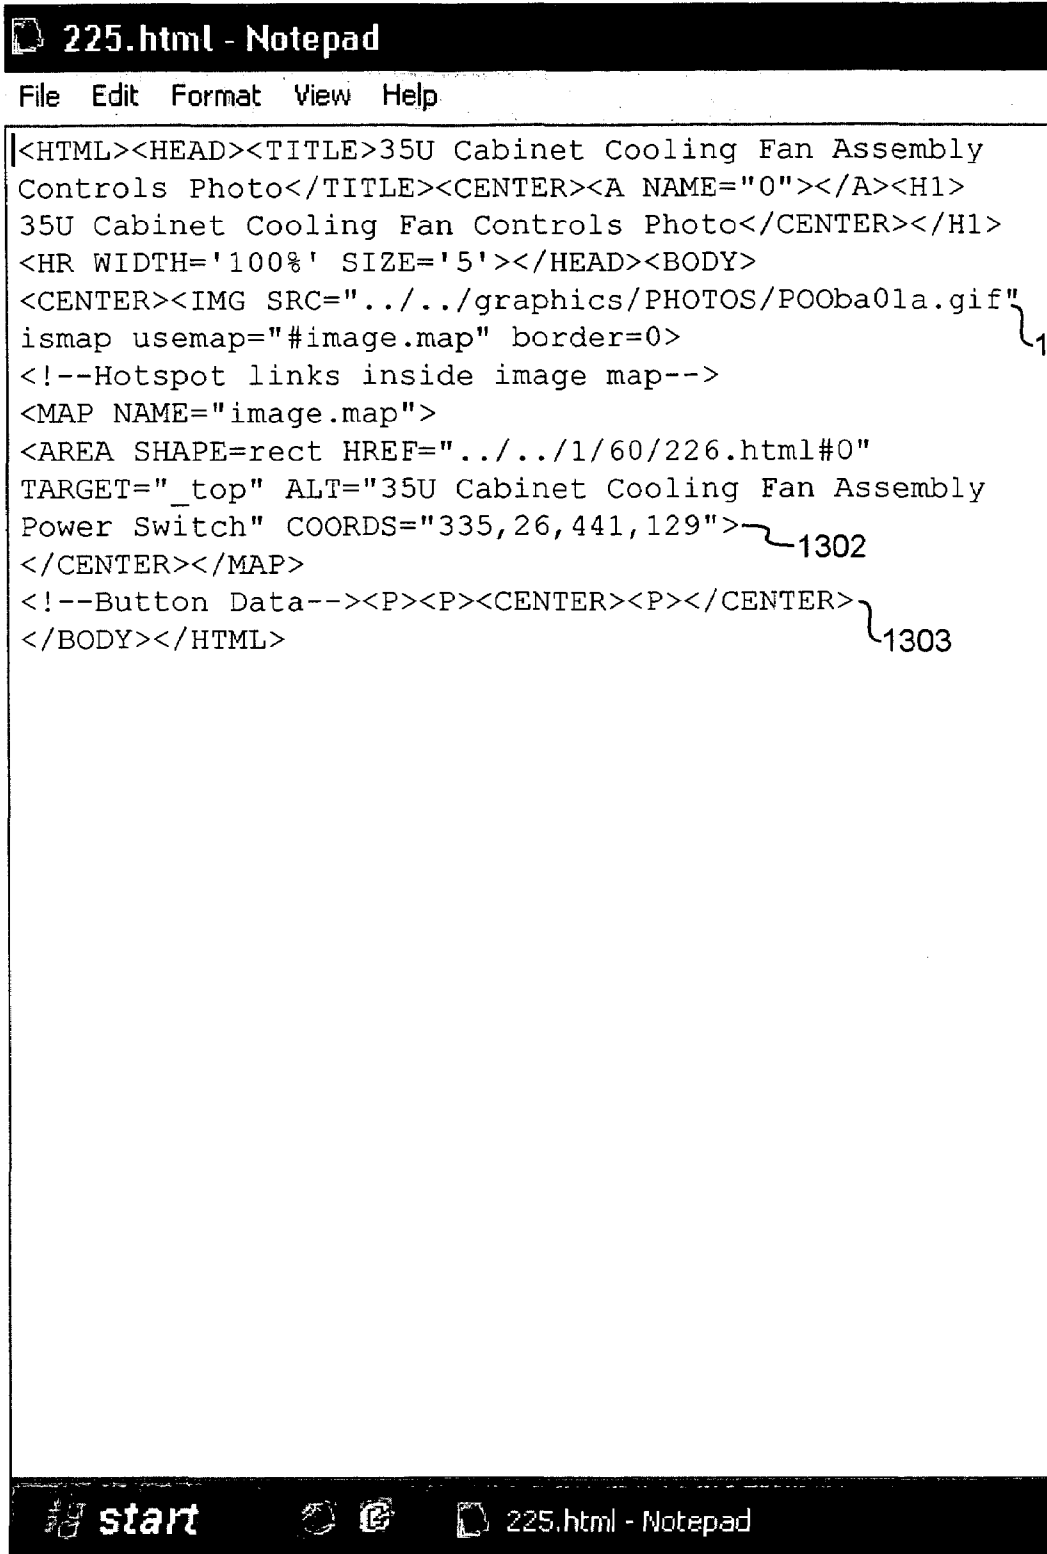 225.html - Notepad
File Edit Format View Help
<HTML><HEAD><TITLE>35U Cabinet Cooling Fan Assembly
Controls Photo</TITLE><CENTER><A NAME="0"></A><H1>
35U Cabinet Cooling Fan Controls Photo</CENTER></H1>
<HR WIDTH='100%' SIZE='5'></HEAD><BODY>
<CENTER><IMG SRC="../../graphics/PHOTOS/POOba01a.gif"
ismap usemap="#image.map" border=0>
1
<!--Hotspot links inside image map-->
<MAP NAME="image.map">
<AREA SHAPE=rect HREF="../../1/60/226.html#0"
TARGET="_top" ALT="35U Cabinet Cooling Fan Assembly
Power Switch" COORDS="335,26,441,129">
1302
</CENTER></MAP>
<!--Button Data--><P><P><CENTER><P></CENTER>
</BODY></HTML>
1303
start
225.html - Notepad